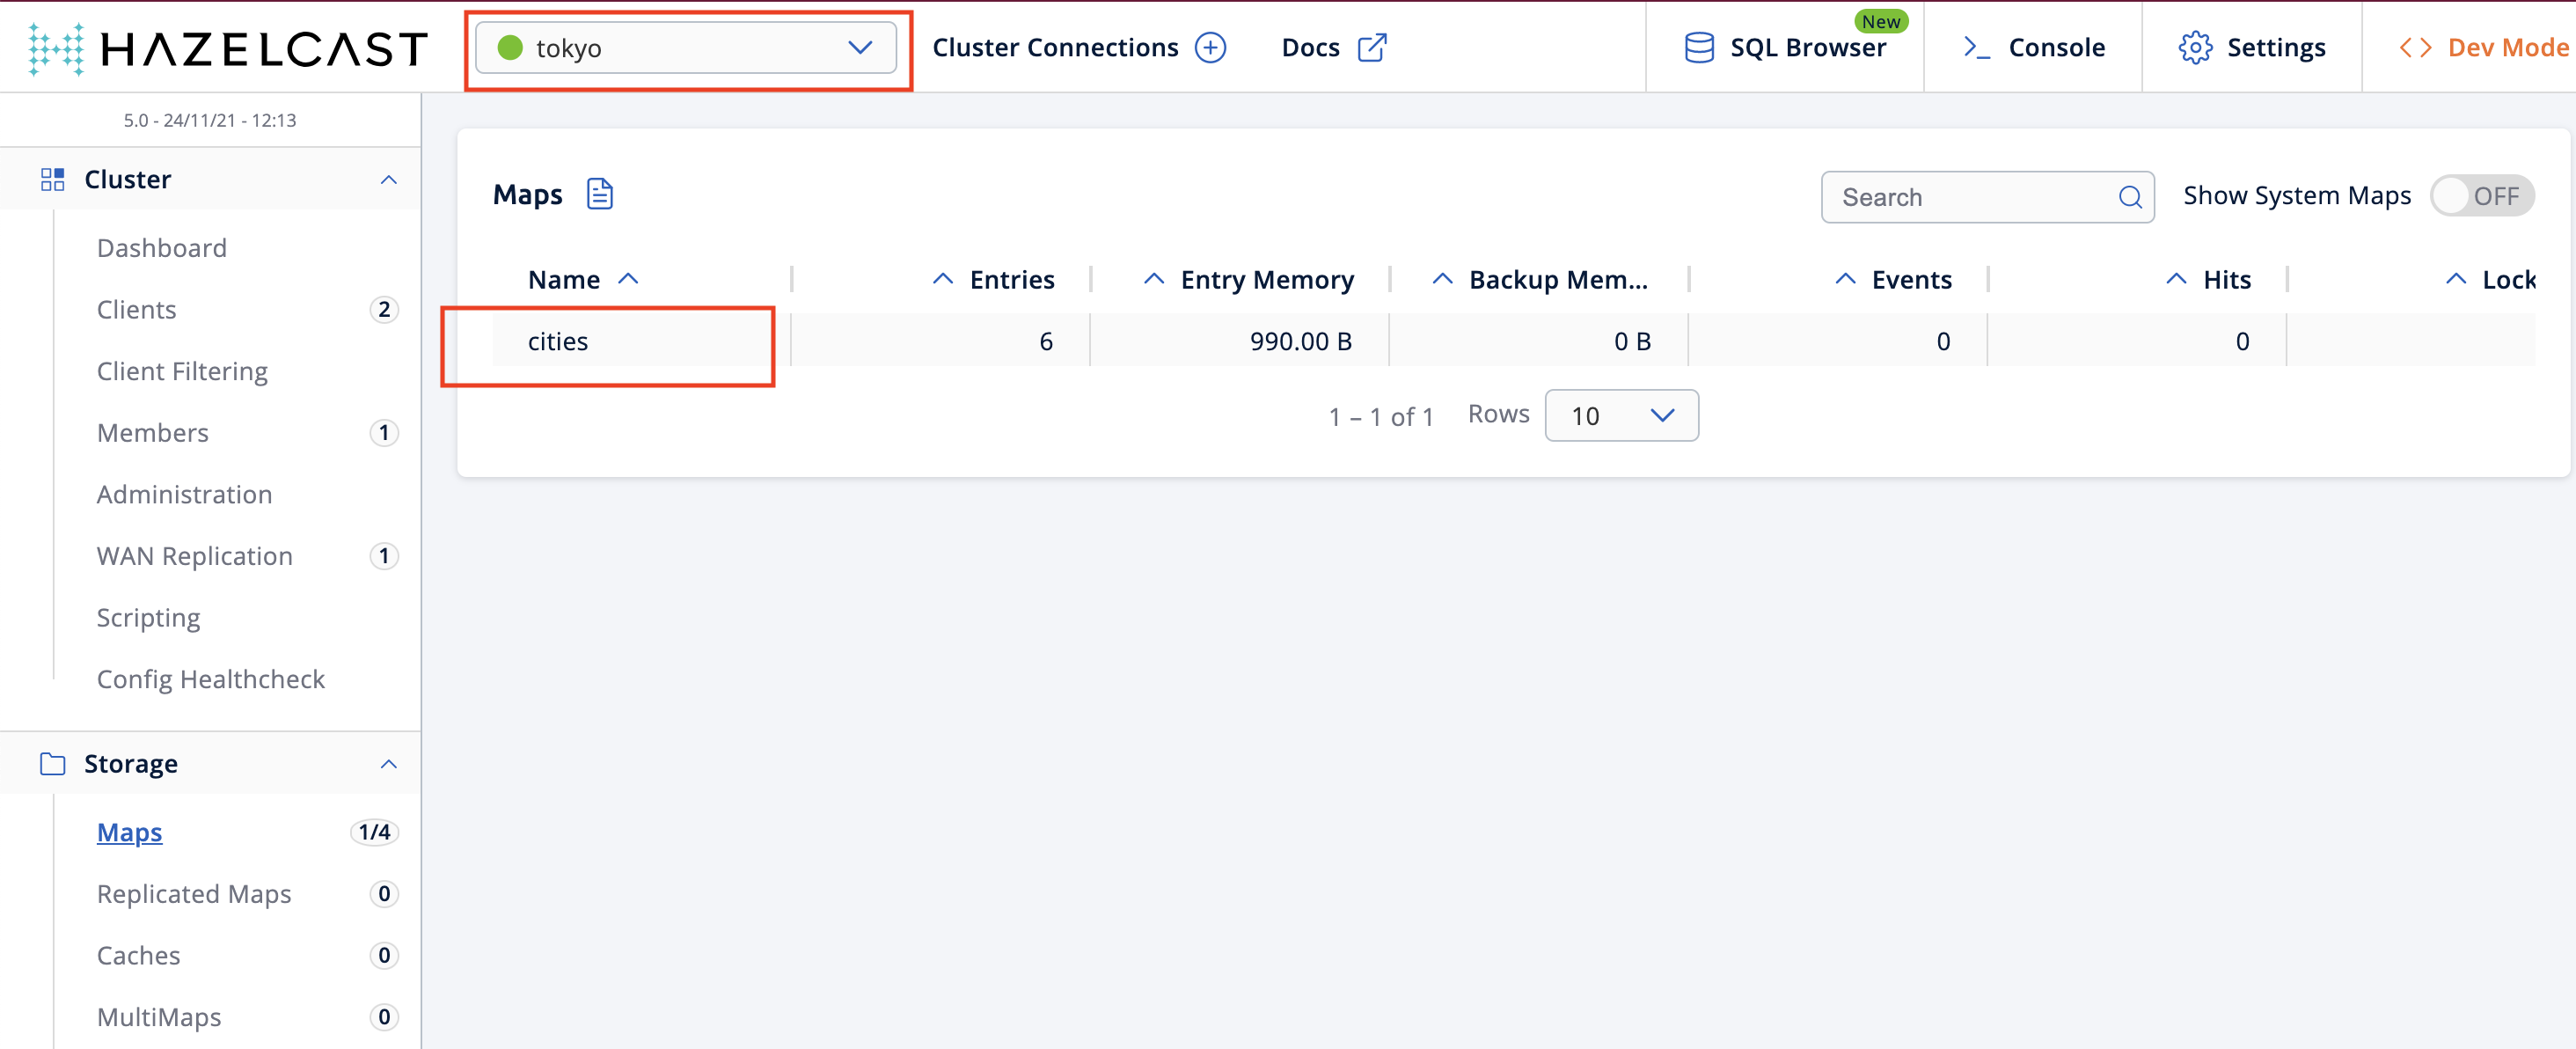 HAZELCAST
tokyo
Cluster Connections
Docs
SQL Browser
New
Console
Settings
Dev Mode
5.0 - 24/11/21 - 12:13
Cluster
Dashboard
Clients 2
Client Filtering
Members 1
Administration
WAN Replication 1
Scripting
Config Healthcheck
Storage
Maps 1/4
Replicated Maps 0
Caches 0
MultiMaps 0
Maps
Search
Show System Maps OFF
Name Entries Entry Memory Backup Mem... Events Hits Lock
cities 6 990.00 B 0 B 0 0
1 – 1 of 1 Rows 10